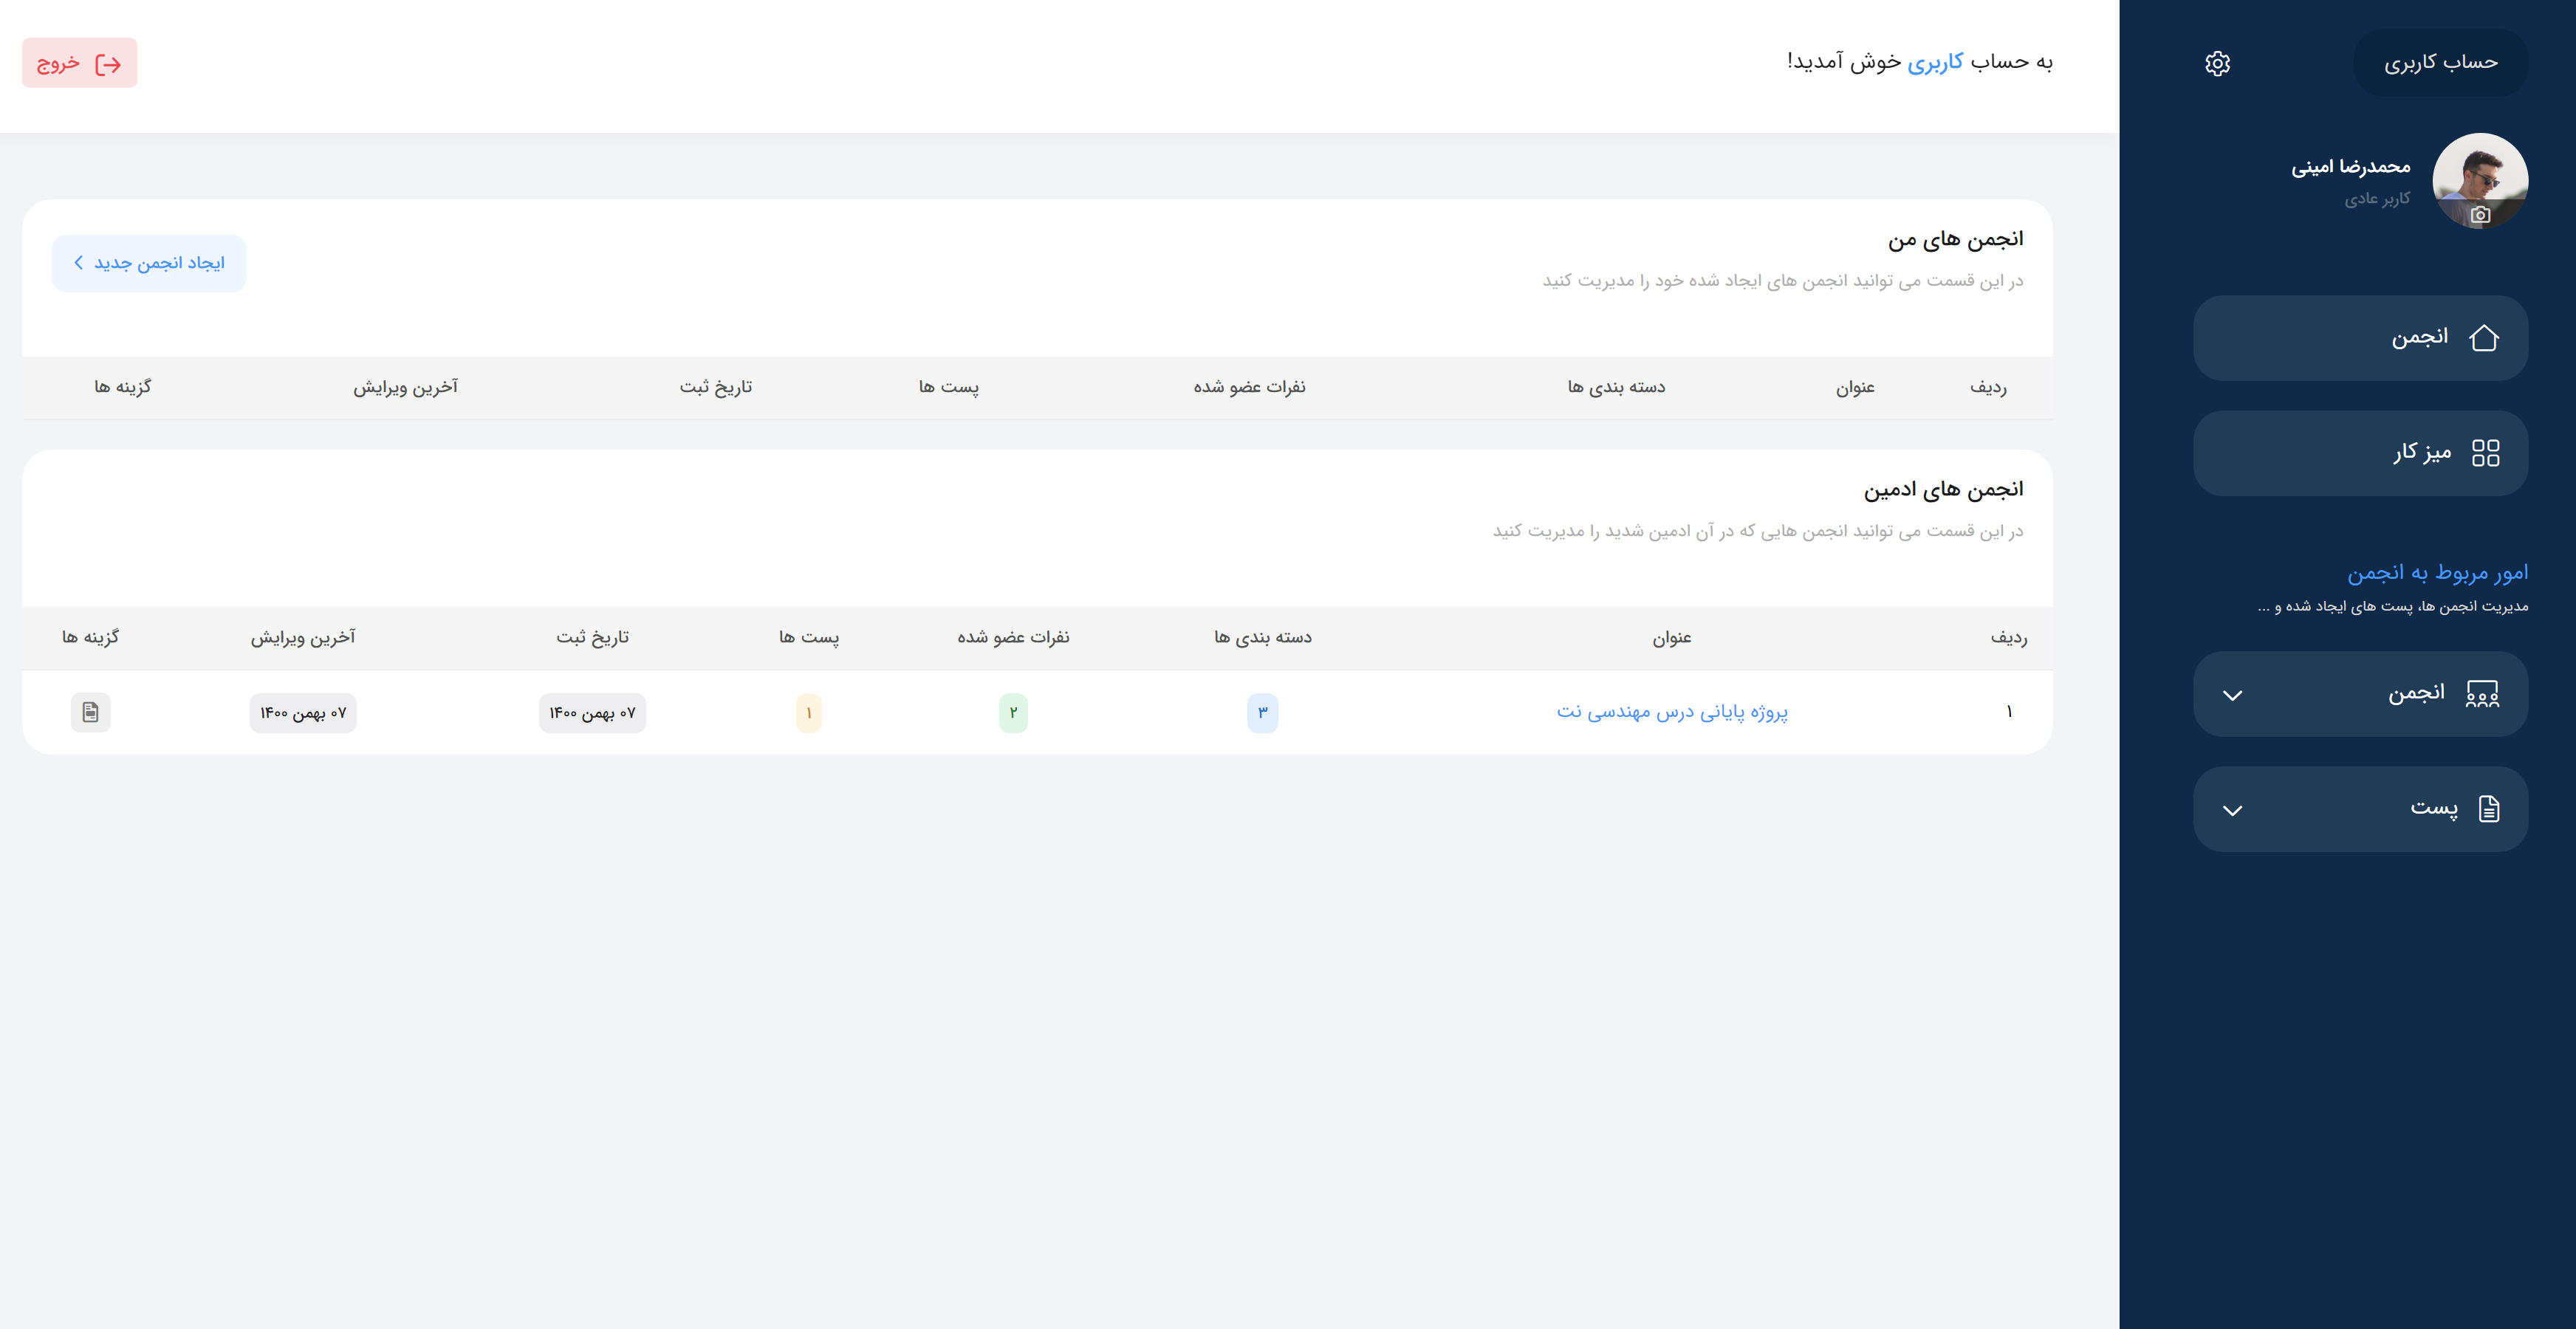 حساب کاربری
محمدرضا امینی
کاربر عادی
انجمن
میز کار
امور مربوط به انجمن
مدیریت انجمن ها، پست های ایجاد شده و ...
انجمن
پست
به حساب کاربری خوش آمدید!
خروج
انجمن های من
در این قسمت می توانید انجمن های ایجاد شده خود را مدیریت کنید
ایجاد انجمن جدید
ردیف عنوان دسته بندی ها نفرات عضو شده پست ها تاریخ ثبت آخرین ویرایش گزینه ها
انجمن های ادمین
در این قسمت می توانید انجمن هایی که در آن ادمین شدید را مدیریت کنید
ردیف عنوان دسته بندی ها نفرات عضو شده پست ها تاریخ ثبت آخرین ویرایش گزینه ها
۱ پروژه پایانی درس مهندسی نت ۳ ۲ ۱ ۰۷ بهمن ۱۴۰۰ ۰۷ بهمن ۱۴۰۰